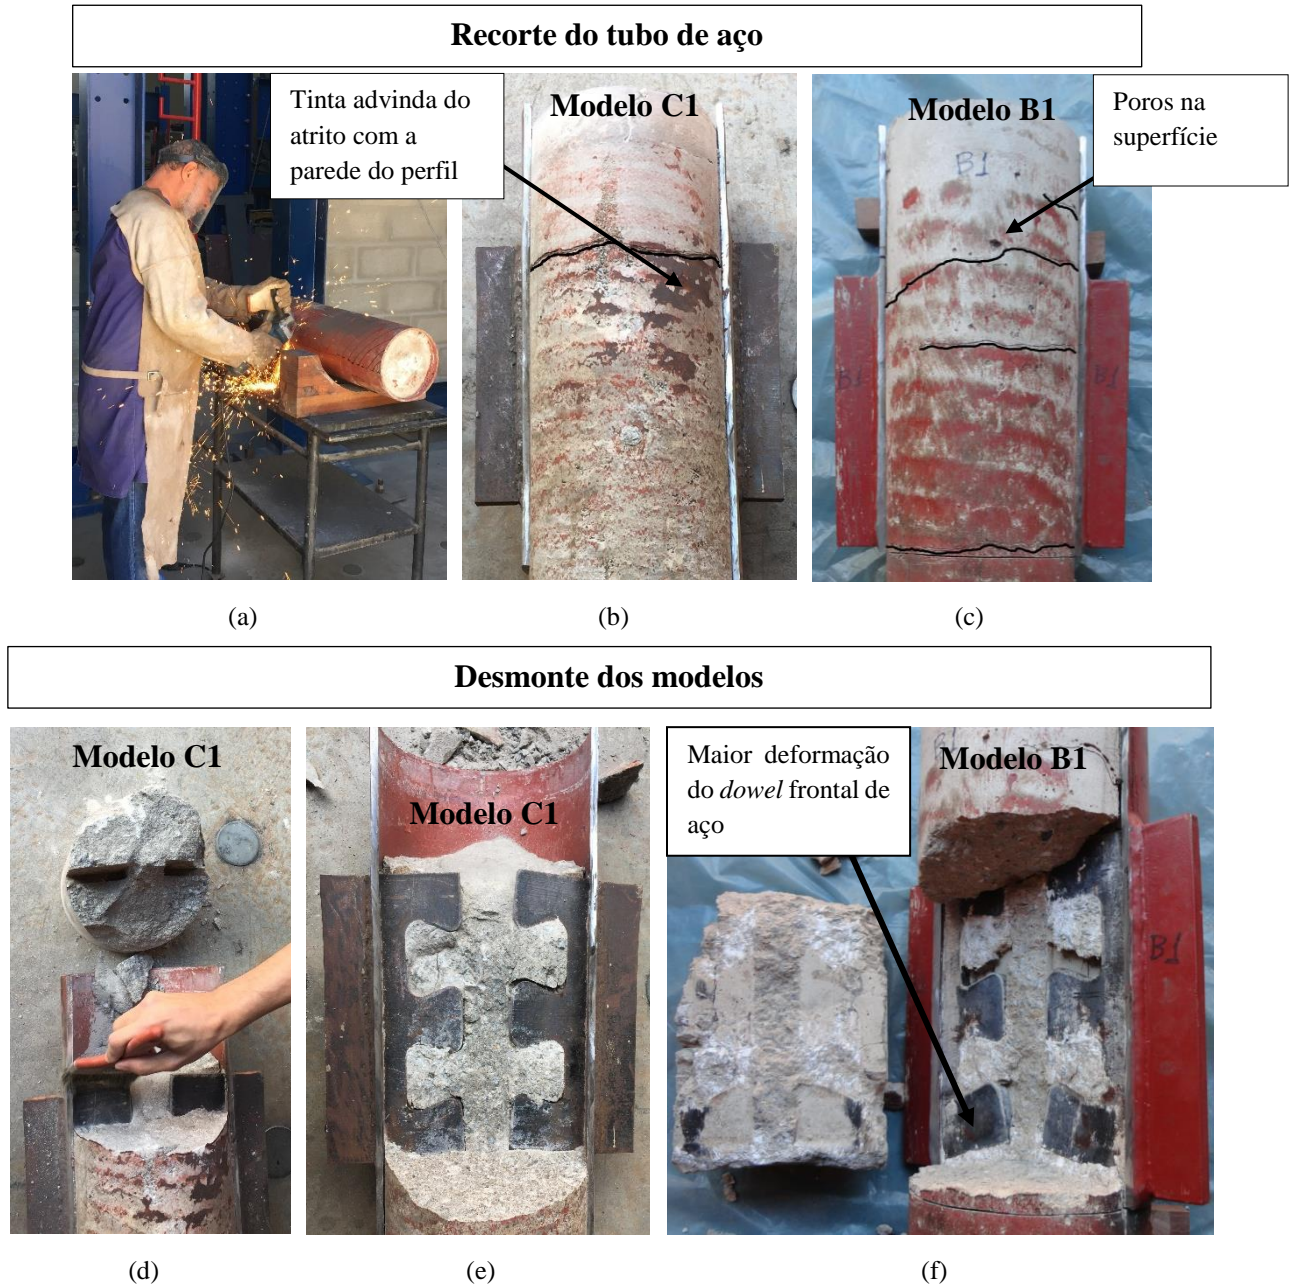 Recorte do tubo de aço
Tinta advinda do
atrito com a
parede do perfil
Modelo C1
Modelo B1
Poros na
superfície
B1
B1
B1
(a)
(b)
(c)
Desmonte dos modelos
Modelo C1
Modelo C1
Maior deformação
do dowel frontal de
aço
Modelo B1
B1
(d)
(e)
(f)